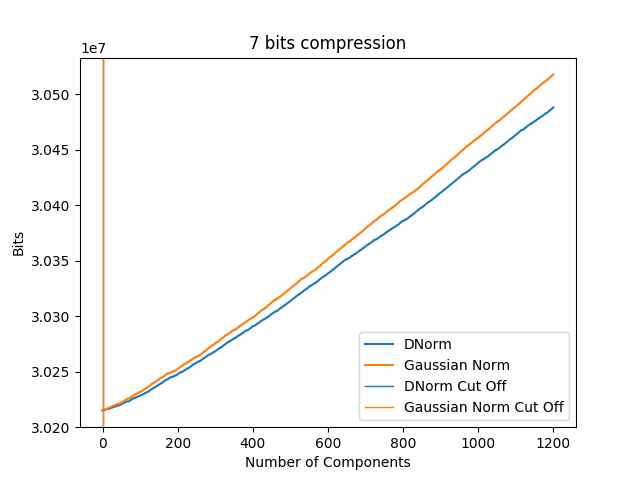 7 bits compression
1e7
3.050
3.045
3.040
3.035
3.030
3.025
3.020
Bits
0 200 400 600 800 1000 1200
Number of Components
DNorm
Gaussian Norm
DNorm Cut Off
Gaussian Norm Cut Off